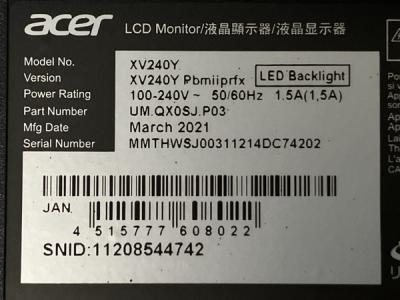 acer LCD Monitor/液晶顯示器/液晶显示器
Model No. XV240Y
Version XV240Y Pbmiiprfx LED Backlight
Power Rating 100-240V ~ 50/60Hz 1.5A(1,5A)
Part Number UM.QX0SJ.P03
Mfg Date March 2021
Serial Number MMTHWSJ00311214DC74202
JAN.
4 515777 608022
SNID:11208544742